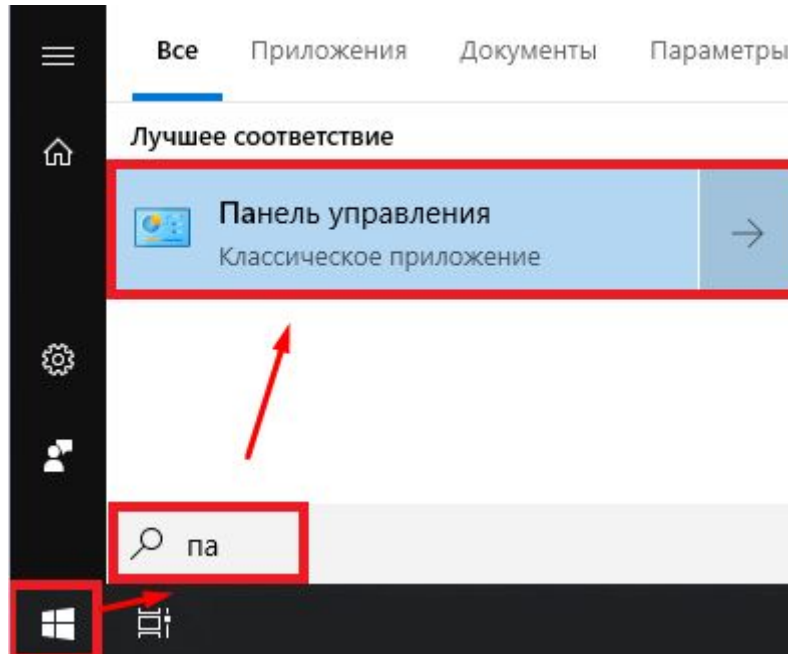 Все Приложения Документы Параметры
Лучшее соответствие
Панель управления
Классическое приложение
па